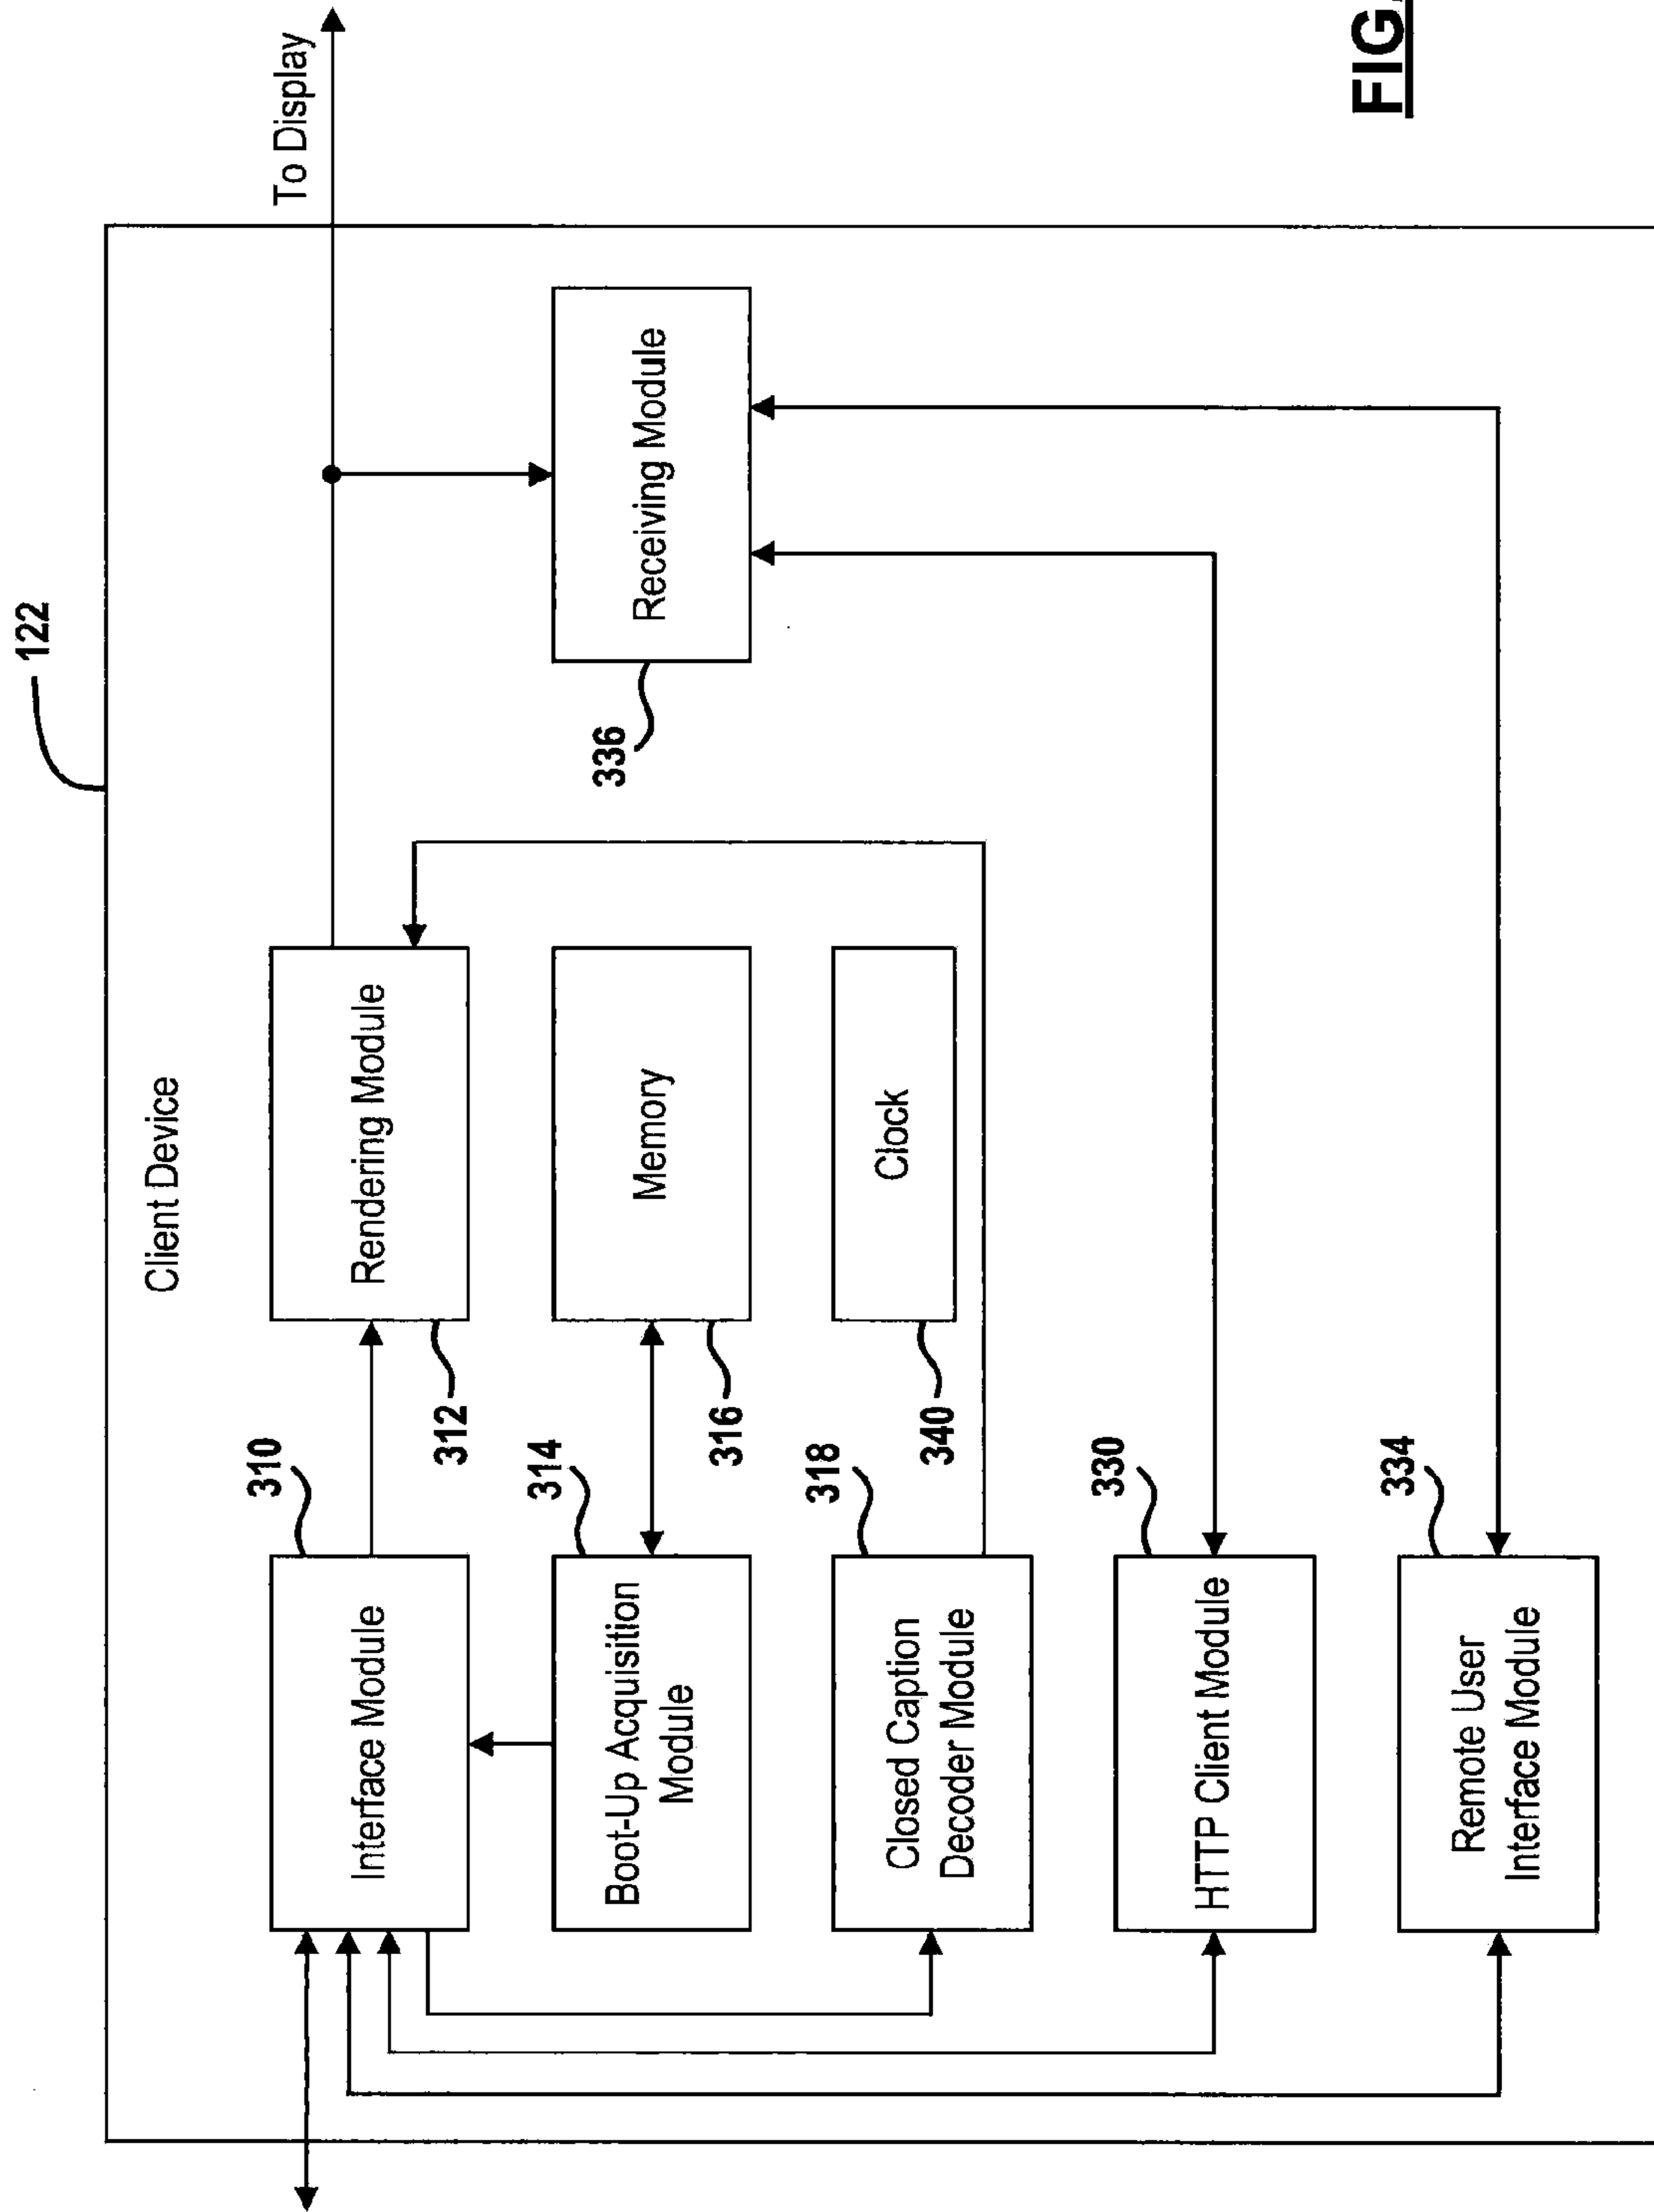 122
To Display
Client Device
310
Interface Module
312
Rendering Module
314
Boot-Up Acquisition
Module
316
Memory
336
Receiving Module
318
Closed Caption
Decoder Module
340
Clock
330
HTTP Client Module
334
Remote User
Interface Module
FIG.